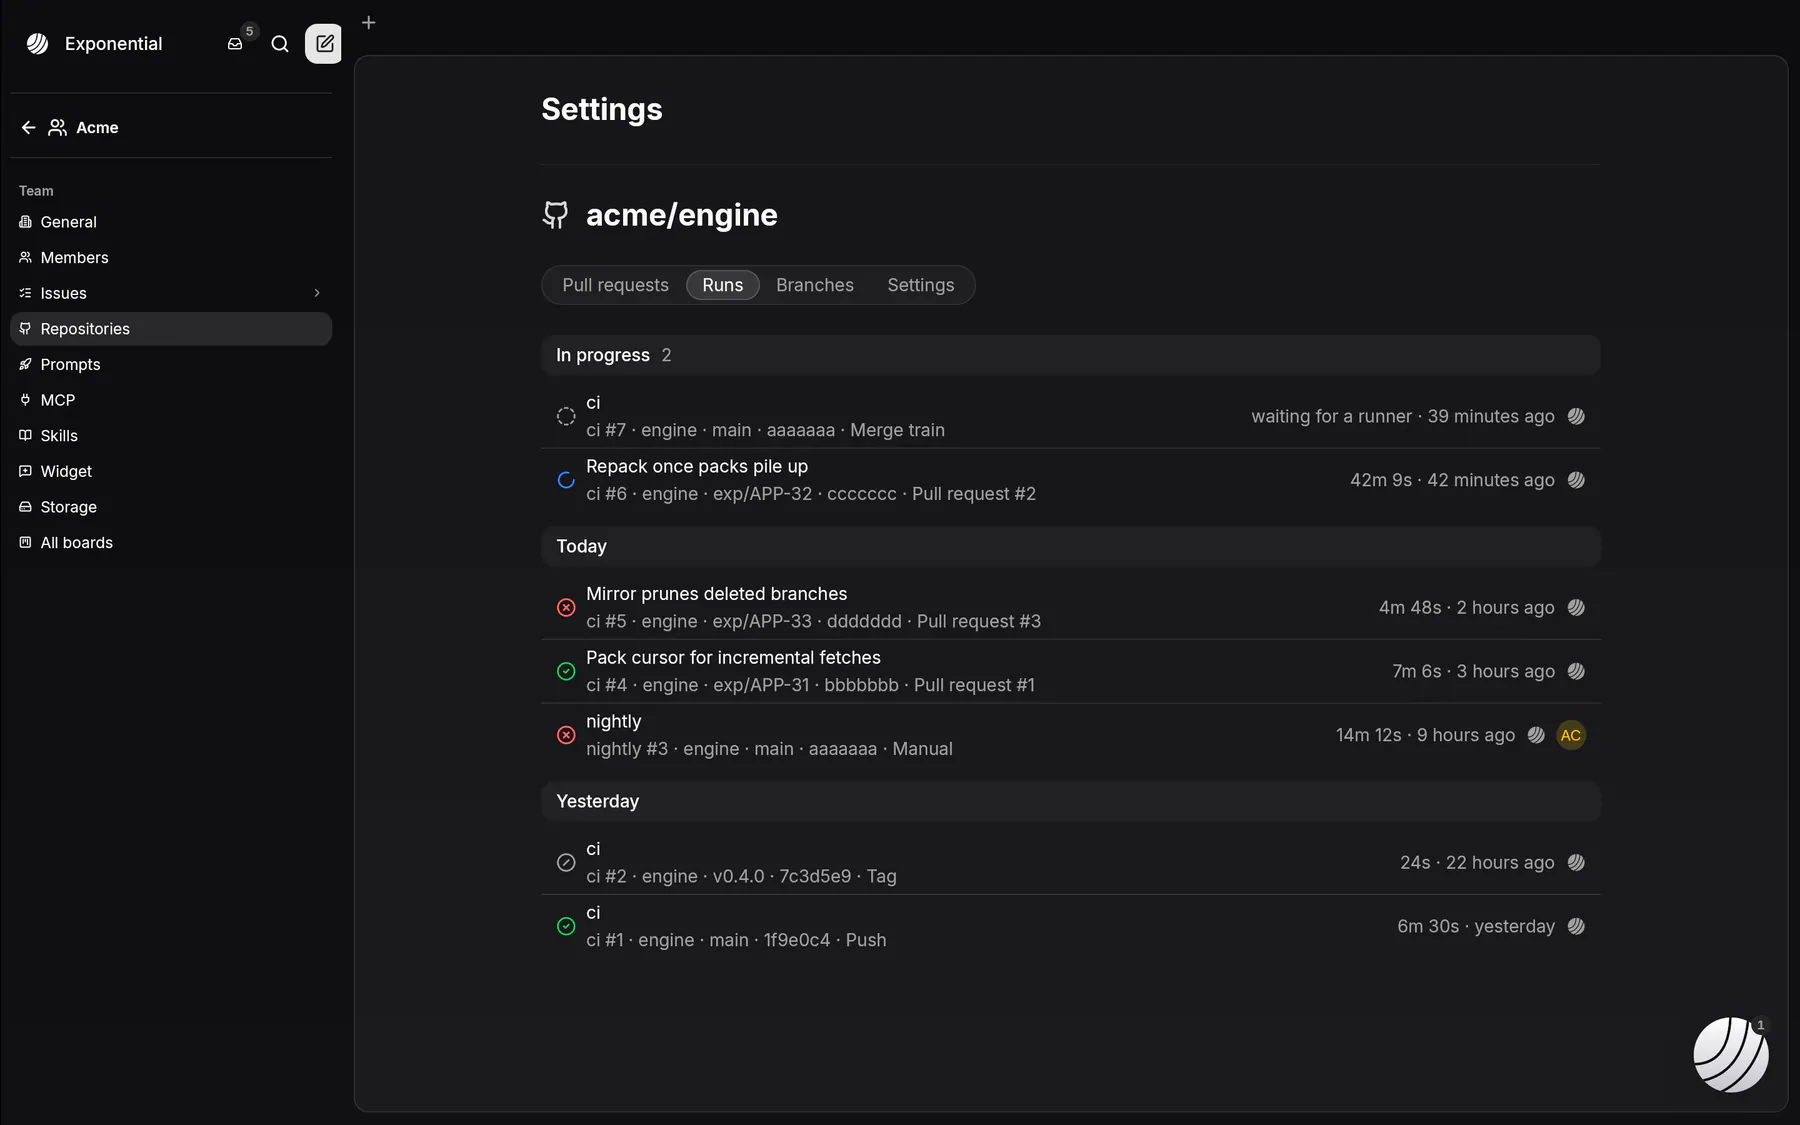 Exponential
5
Acme
Team
General
Members
Issues
Repositories
Prompts
MCP
Skills
Widget
Storage
All boards
Settings
acme/engine
Pull requests
Runs
Branches
Settings
In progress 2
ci
ci #7 · engine · main · aaaaaaa · Merge train
waiting for a runner · 39 minutes ago
Repack once packs pile up
ci #6 · engine · exp/APP-32 · ccccccc · Pull request #2
42m 9s · 42 minutes ago
Today
Mirror prunes deleted branches
ci #5 · engine · exp/APP-33 · ddddddd · Pull request #3
4m 48s · 2 hours ago
Pack cursor for incremental fetches
ci #4 · engine · exp/APP-31 · bbbbbbb · Pull request #1
7m 6s · 3 hours ago
nightly
nightly #3 · engine · main · aaaaaaa · Manual
14m 12s · 9 hours ago
AC
Yesterday
ci
ci #2 · engine · v0.4.0 · 7c3d5e9 · Tag
24s · 22 hours ago
ci
ci #1 · engine · main · 1f9e0c4 · Push
6m 30s · yesterday
1